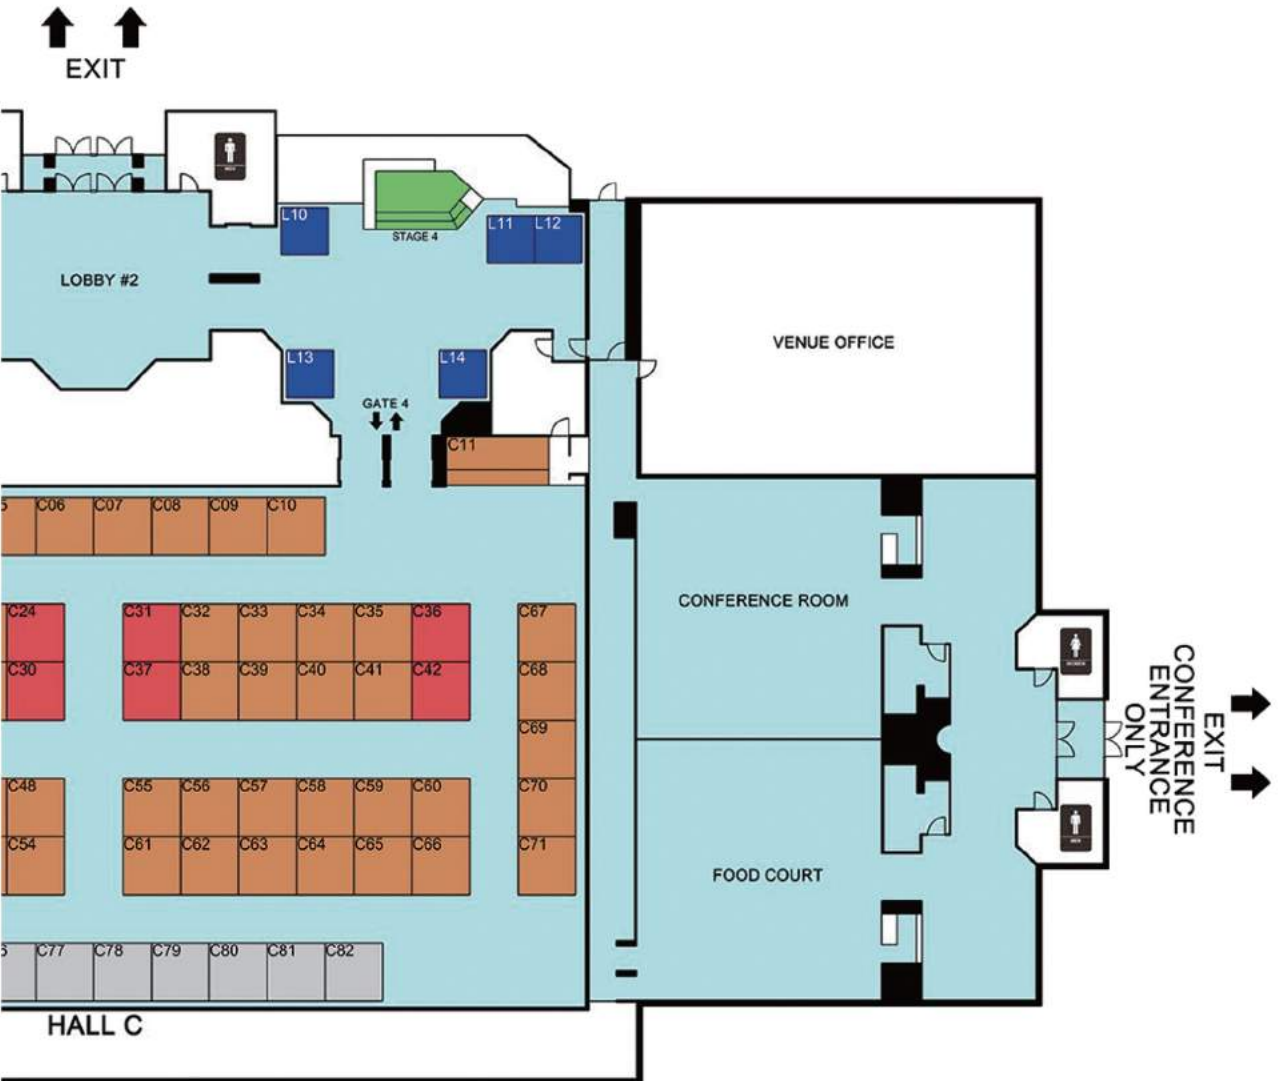 EXIT
L10
L11 L12
STAGE 4
LOBBY #2
VENUE OFFICE
L13 L14
GATE 4
C11
C06 C07 C08 C09 C10
C24 C31 C32 C33 C34 C35 C36 C67
CONFERENCE ROOM
C30 C37 C38 C39 C40 C41 C42 C68
C69
EXIT
CONFERENCE
ENTRANCE
ONLY
C48 C55 C56 C57 C58 C59 C60 C70
C54 C61 C62 C63 C64 C65 C66 C71
FOOD COURT
C77 C78 C79 C80 C81 C82
HALL C